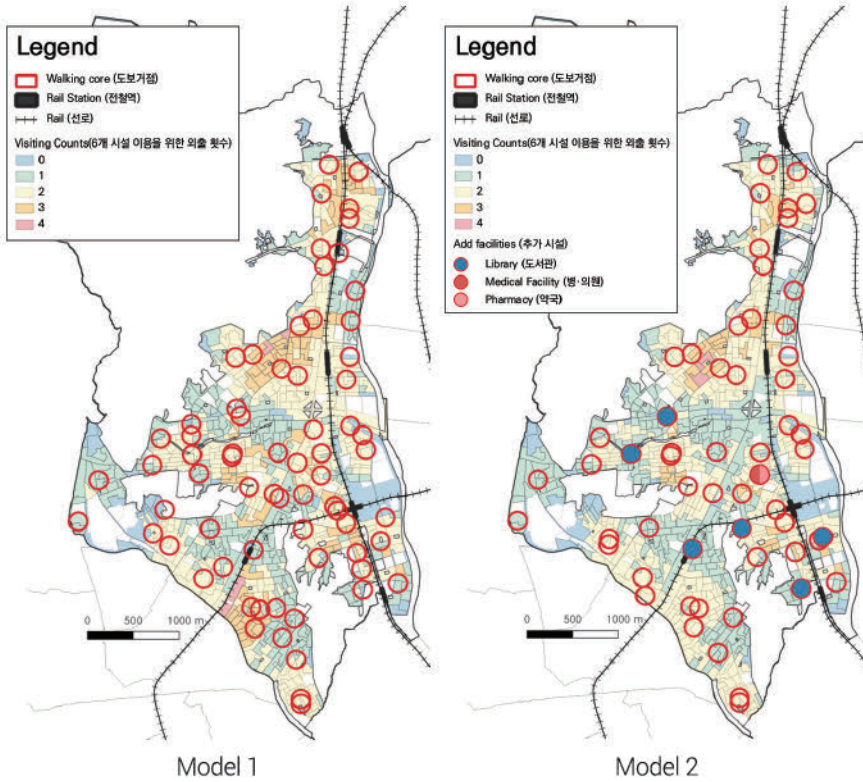 Legend
Walking core (도보거점)
Rail Station (전철역)
Rail (선로)
Visiting Counts(6개 시설 이용을 위한 외출 횟수)
0
1
2
3
4
0 500 1000 m
Model 1
Legend
Walking core (도보거점)
Rail Station (전철역)
Rail (선로)
Visiting Counts(6개 시설 이용을 위한 외출 횟수)
0
1
2
3
4
Add facilities (추가 시설)
Library (도서관)
Medical Facility (병·의원)
Pharmacy (약국)
0 500 1000 m
Model 2